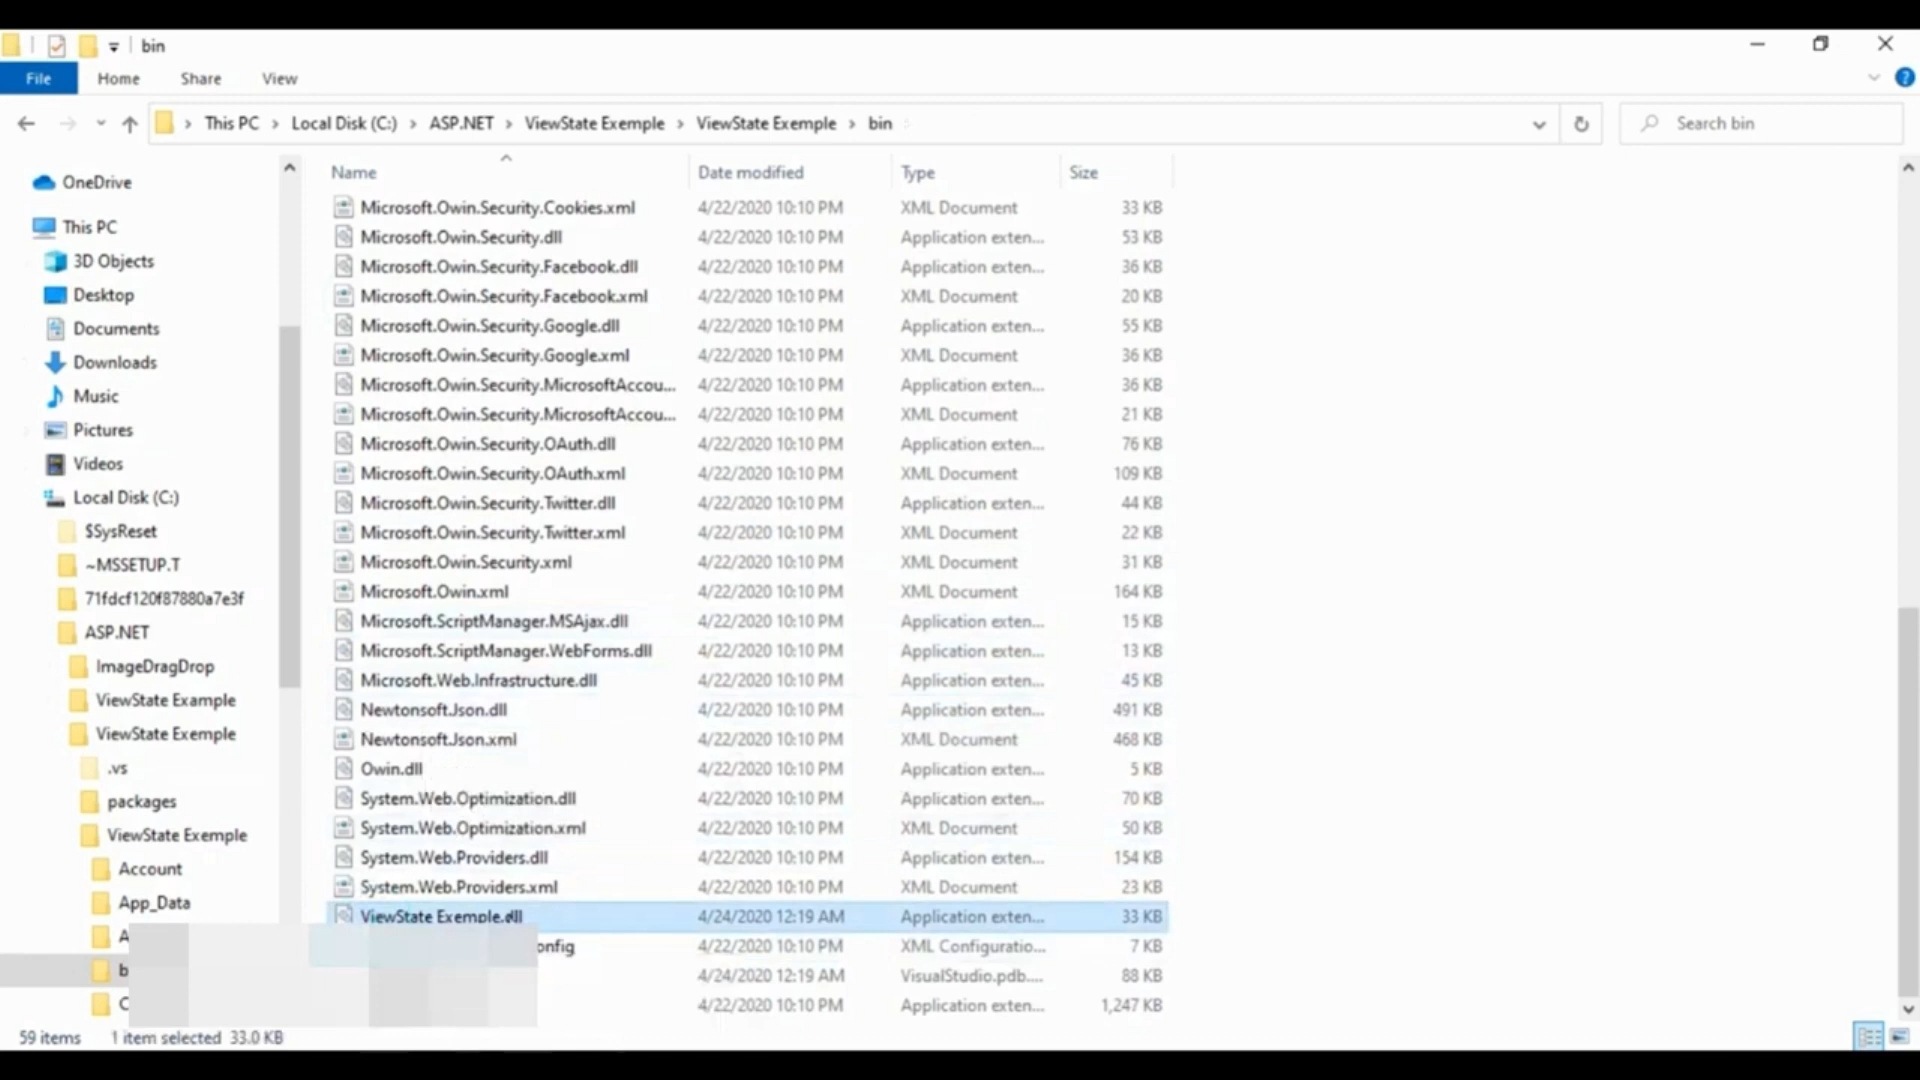 bin
File Home Share View
This PC Local Disk (C:) ASP.NET ViewState Exemple ViewState Exemple bin
Search bin
OneDrive
This PC
3D Objects
Desktop
Documents
Downloads
Music
Pictures
Videos
Local Disk (C:)
$SysReset
~MSSETUP.T
71fdcf120f87880a7e3f
ASP.NET
ImageDragDrop
ViewState Example
ViewState Exemple
.vs
packages
ViewState Exemple
Account
App_Data
Name Date modified Type Size
Microsoft.Owin.Security.Cookies.xml 4/22/2020 10:10 PM XML Document 33 KB
Microsoft.Owin.Security.dll 4/22/2020 10:10 PM Application exten... 53 KB
Microsoft.Owin.Security.Facebook.dll 4/22/2020 10:10 PM Application exten... 36 KB
Microsoft.Owin.Security.Facebook.xml 4/22/2020 10:10 PM XML Document 20 KB
Microsoft.Owin.Security.Google.dll 4/22/2020 10:10 PM Application exten... 55 KB
Microsoft.Owin.Security.Google.xml 4/22/2020 10:10 PM XML Document 36 KB
Microsoft.Owin.Security.MicrosoftAccou... 4/22/2020 10:10 PM Application exten... 36 KB
Microsoft.Owin.Security.MicrosoftAccou... 4/22/2020 10:10 PM XML Document 21 KB
Microsoft.Owin.Security.OAuth.dll 4/22/2020 10:10 PM Application exten... 76 KB
Microsoft.Owin.Security.OAuth.xml 4/22/2020 10:10 PM XML Document 109 KB
Microsoft.Owin.Security.Twitter.dll 4/22/2020 10:10 PM Application exten... 44 KB
Microsoft.Owin.Security.Twitter.xml 4/22/2020 10:10 PM XML Document 22 KB
Microsoft.Owin.Security.xml 4/22/2020 10:10 PM XML Document 31 KB
Microsoft.Owin.xml 4/22/2020 10:10 PM XML Document 164 KB
Microsoft.ScriptManager.MSAjax.dll 4/22/2020 10:10 PM Application exten... 15 KB
Microsoft.ScriptManager.WebForms.dll 4/22/2020 10:10 PM Application exten... 13 KB
Microsoft.Web.Infrastructure.dll 4/22/2020 10:10 PM Application exten... 45 KB
Newtonsoft.Json.dll 4/22/2020 10:10 PM Application exten... 491 KB
Newtonsoft.Json.xml 4/22/2020 10:10 PM XML Document 468 KB
Owin.dll 4/22/2020 10:10 PM Application exten... 5 KB
System.Web.Optimization.dll 4/22/2020 10:10 PM Application exten... 70 KB
System.Web.Optimization.xml 4/22/2020 10:10 PM XML Document 50 KB
System.Web.Providers.dll 4/22/2020 10:10 PM Application exten... 154 KB
System.Web.Providers.xml 4/22/2020 10:10 PM XML Document 23 KB
ViewState Exemple.dll 4/24/2020 12:19 AM Application exten... 33 KB
onfig 4/22/2020 10:10 PM XML Configuratio... 7 KB
4/24/2020 12:19 AM VisualStudio.pdb.... 88 KB
4/22/2020 10:10 PM Application exten... 1,247 KB
59 items 1 item selected 33.0 KB